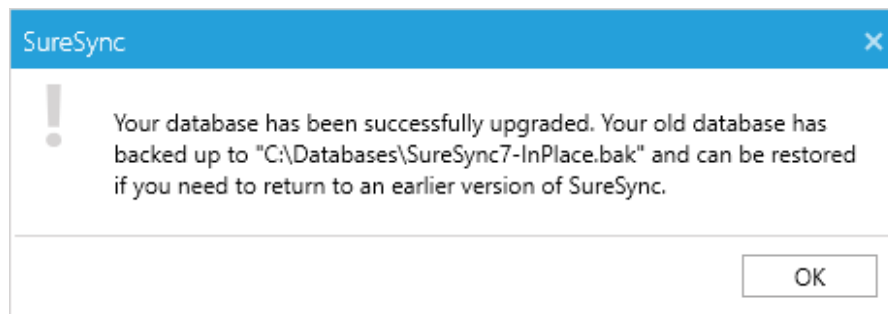 SureSync
Your database has been successfully upgraded. Your old database has
backed up to "C:\Databases\SureSync7-InPlace.bak" and can be restored
if you need to return to an earlier version of SureSync.
OK